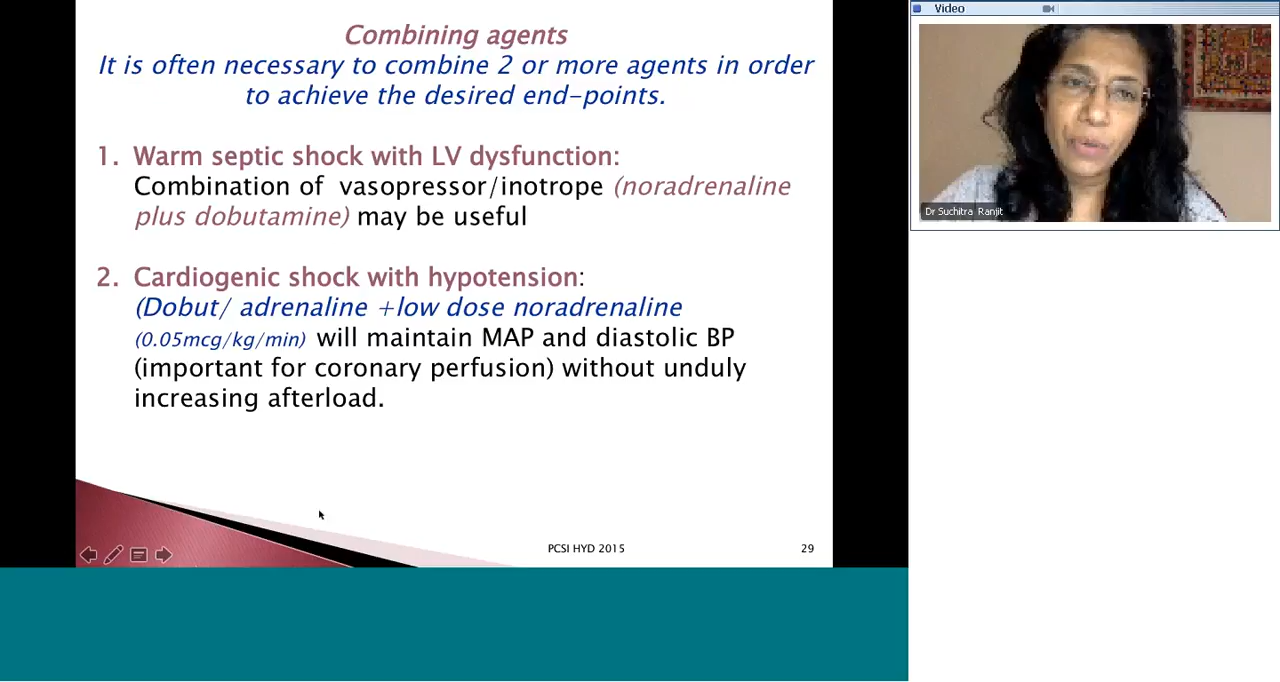 Combining agents
It is often necessary to combine 2 or more agents in order
to achieve the desired end-points.
1. Warm septic shock with LV dysfunction:
Combination of vasopressor/inotrope (noradrenaline
plus dobutamine) may be useful
2. Cardiogenic shock with hypotension:
(Dobut/ adrenaline +low dose noradrenaline
(0.05mcg/kg/min) will maintain MAP and diastolic BP
(important for coronary perfusion) without unduly
increasing afterload.
PCSI HYD 2015
29
Video
Dr Suchitra Ranjit